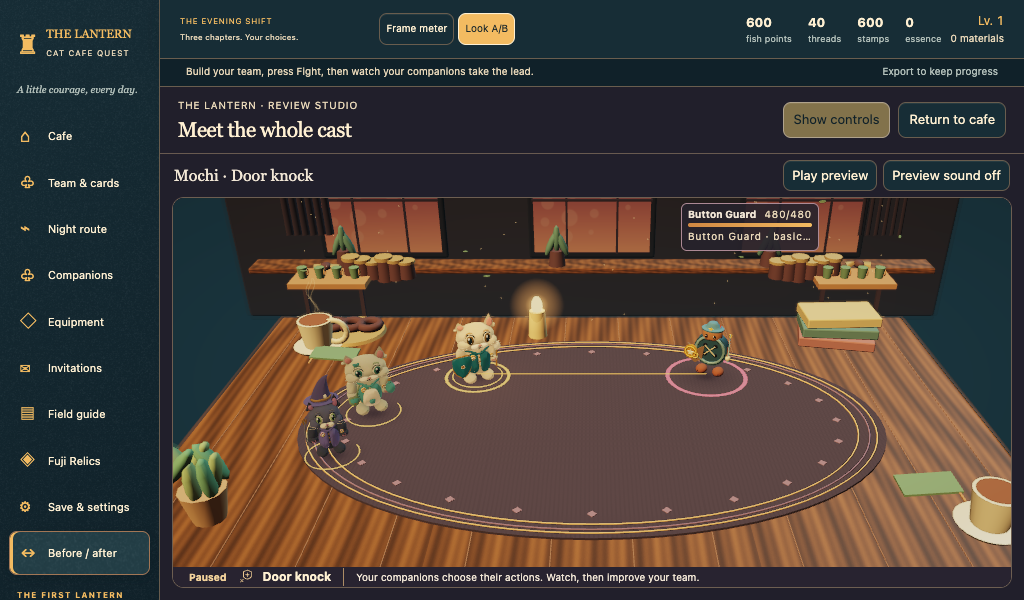 THE LANTERN
CAT CAFE QUEST
A little courage, every day.
Cafe
Team & cards
Night route
Companions
Equipment
Invitations
Field guide
Fuji Relics
Save & settings
Before / after
THE FIRST LANTERN
THE EVENING SHIFT
Three chapters. Your choices.
Frame meter
Look A/B
600 fish points
40 threads
600 stamps
0 essence
Lv. 1
0 materials
Build your team, press Fight, then watch your companions take the lead.
Export to keep progress
THE LANTERN · REVIEW STUDIO
Meet the whole cast
Show controls
Return to cafe
Mochi · Door knock
Play preview
Preview sound off
Button Guard 480/480
Button Guard · basic...
Paused
Door knock
Your companions choose their actions. Watch, then improve your team.